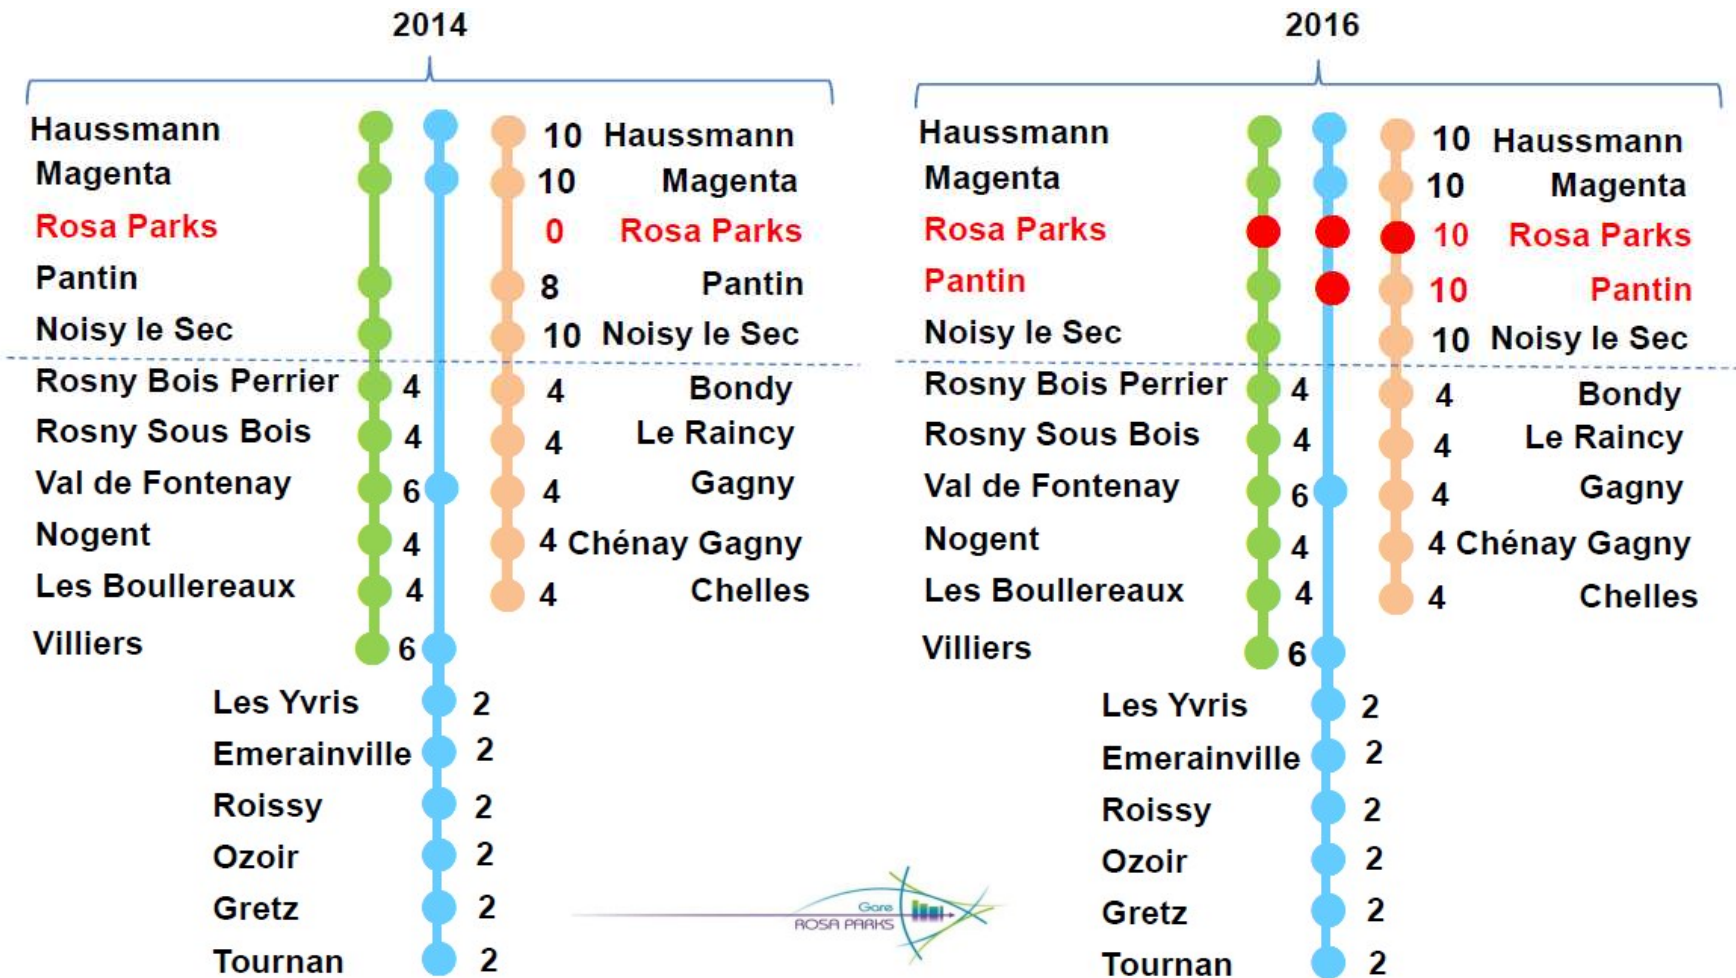 2014
Haussmann 10 Haussmann
Magenta 10 Magenta
Rosa Parks 0 Rosa Parks
Pantin 8 Pantin
Noisy le Sec 10 Noisy le Sec
Rosny Bois Perrier 4 4 Bondy
Rosny Sous Bois 4 4 Le Raincy
Val de Fontenay 6 4 Gagny
Nogent 4 4 Chénay Gagny
Les Boullereaux 4 4 Chelles
Villiers 6
Les Yvris 2
Emerainville 2
Roissy 2
Ozoir 2
Gretz 2
Tournan 2
Gare
ROSA PARKS
2016
Haussmann 10 Haussmann
Magenta 10 Magenta
Rosa Parks 10 Rosa Parks
Pantin 10 Pantin
Noisy le Sec 10 Noisy le Sec
Rosny Bois Perrier 4 4 Bondy
Rosny Sous Bois 4 4 Le Raincy
Val de Fontenay 6 4 Gagny
Nogent 4 4 Chénay Gagny
Les Boullereaux 4 4 Chelles
Villiers 6
Les Yvris 2
Emerainville 2
Roissy 2
Ozoir 2
Gretz 2
Tournan 2